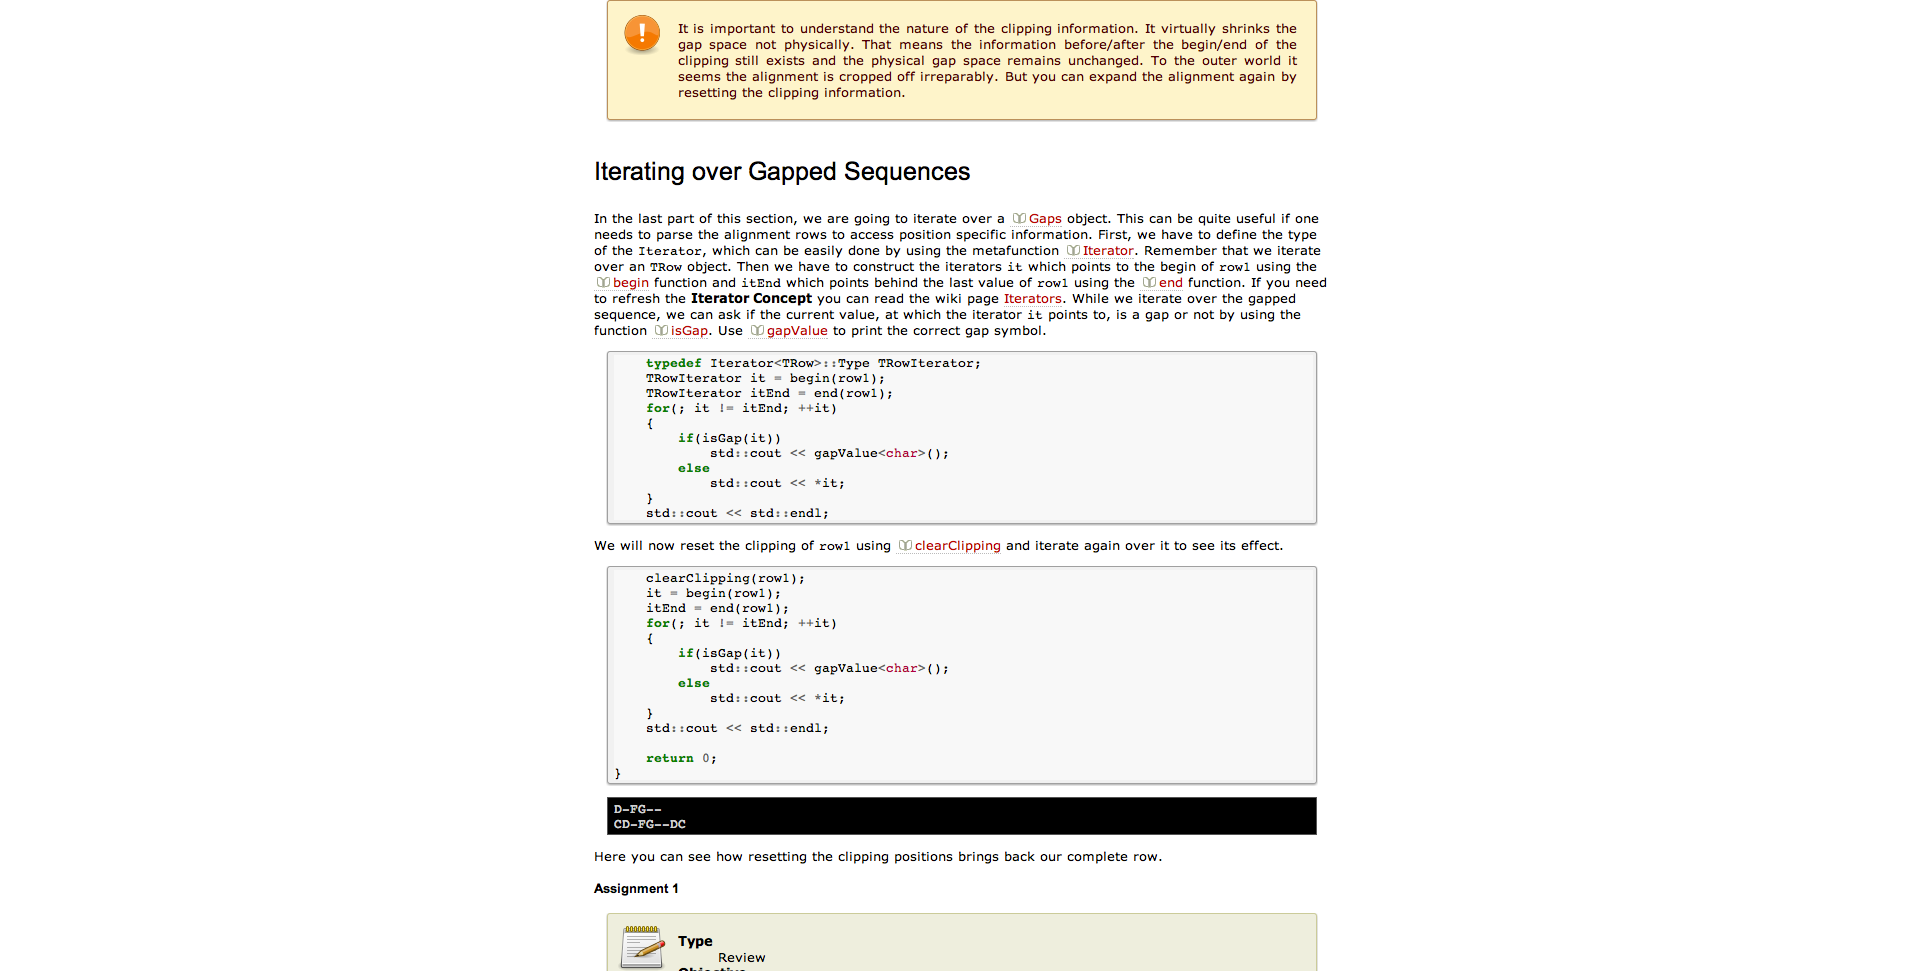 It is important to understand the nature of the clipping information. It virtually shrinks the
gap space not physically. That means the information before/after the begin/end of the
clipping still exists and the physical gap space remains unchanged. To the outer world it
seems the alignment is cropped off irreparably. But you can expand the alignment again by
resetting the clipping information.
Iterating over Gapped Sequences
In the last part of this section, we are going to iterate over a Gaps object. This can be quite useful if one
needs to parse the alignment rows to access position specific information. First, we have to define the type
of the Iterator, which can be easily done by using the metafunction Iterator. Remember that we iterate
over an TRow object. Then we have to construct the iterators it which points to the begin of row1 using the
begin function and itEnd which points behind the last value of row1 using the end function. If you need
to refresh the Iterator Concept you can read the wiki page Iterators. While we iterate over the gapped
sequence, we can ask if the current value, at which the iterator it points to, is a gap or not by using the
function isGap. Use gapValue to print the correct gap symbol.
typedef Iterator<TRow>::Type TRowIterator;
TRowIterator it = begin(row1);
TRowIterator itEnd = end(row1);
for(; it != itEnd; ++it)
{
if(isGap(it))
std::cout << gapValue<char>();
else
std::cout << *it;
}
std::cout << std::endl;
We will now reset the clipping of row1 using clearClipping and iterate again over it to see its effect.
clearClipping(row1);
it = begin(row1);
itEnd = end(row1);
for(; it != itEnd; ++it)
{
if(isGap(it))
std::cout << gapValue<char>();
else
std::cout << *it;
}
std::cout << std::endl;
return 0;
}
D-FG--
CD-FG--DC
Here you can see how resetting the clipping positions brings back our complete row.
Assignment 1
Type
Review
Objective